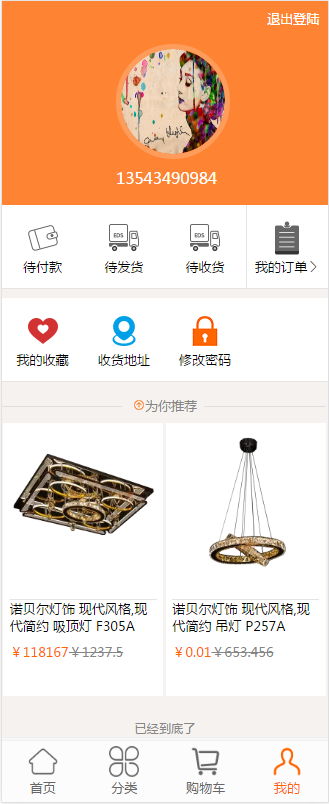 退出登陆
13543490984
待付款
EDS
待发货
EDS
待收货
我的订单
我的收藏
收货地址
修改密码
为你推荐
诺贝尔灯饰 现代风格,现
代简约 吸顶灯 F305A
￥118167￥1237.5
诺贝尔灯饰 现代风格,现
代简约 吊灯 P257A
￥0.01￥653.456
已经到底了
首页
分类
购物车
我的